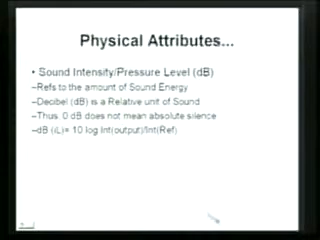 Physical Attributes...
• Sound Intensity/Pressure Level (dB)
–Refs to the amount of Sound Energy
–Decibel (dB) is a Relative unit of Sound
–Thus. 0 dB does not mean absolute silence
–dB (IL)= 10 log Int(output)/Int(Ref)